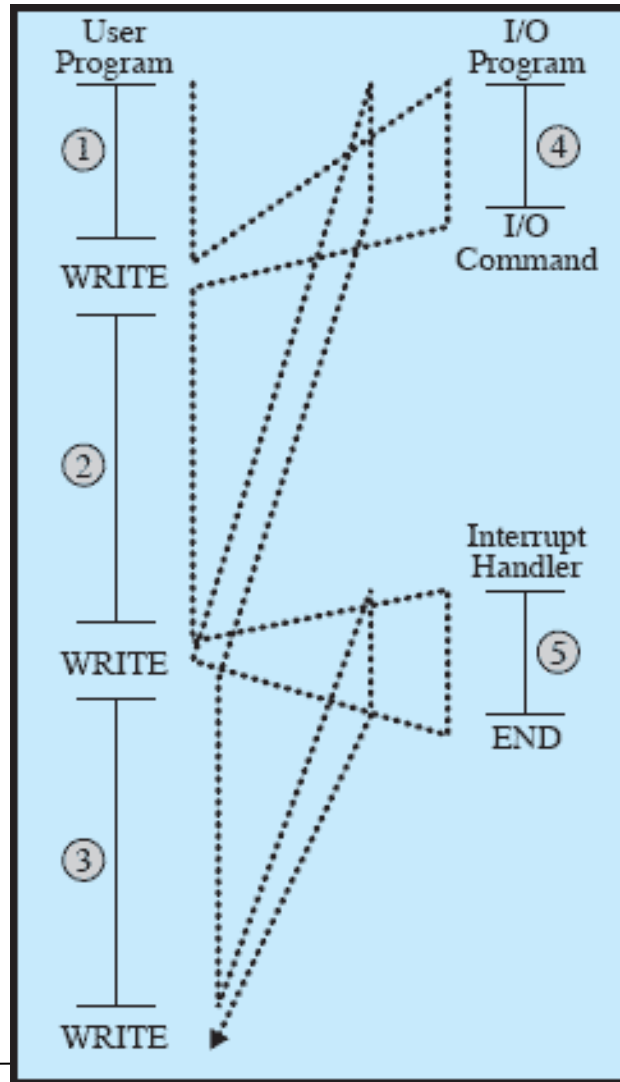 User
Program
1
WRITE
2
WRITE
3
WRITE
I/O
Program
4
I/O
Command
Interrupt
Handler
5
END